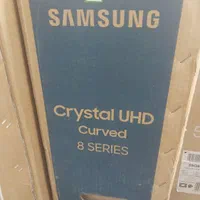 SAMSUNG
Crystal UHD
Curved
8 SERIES